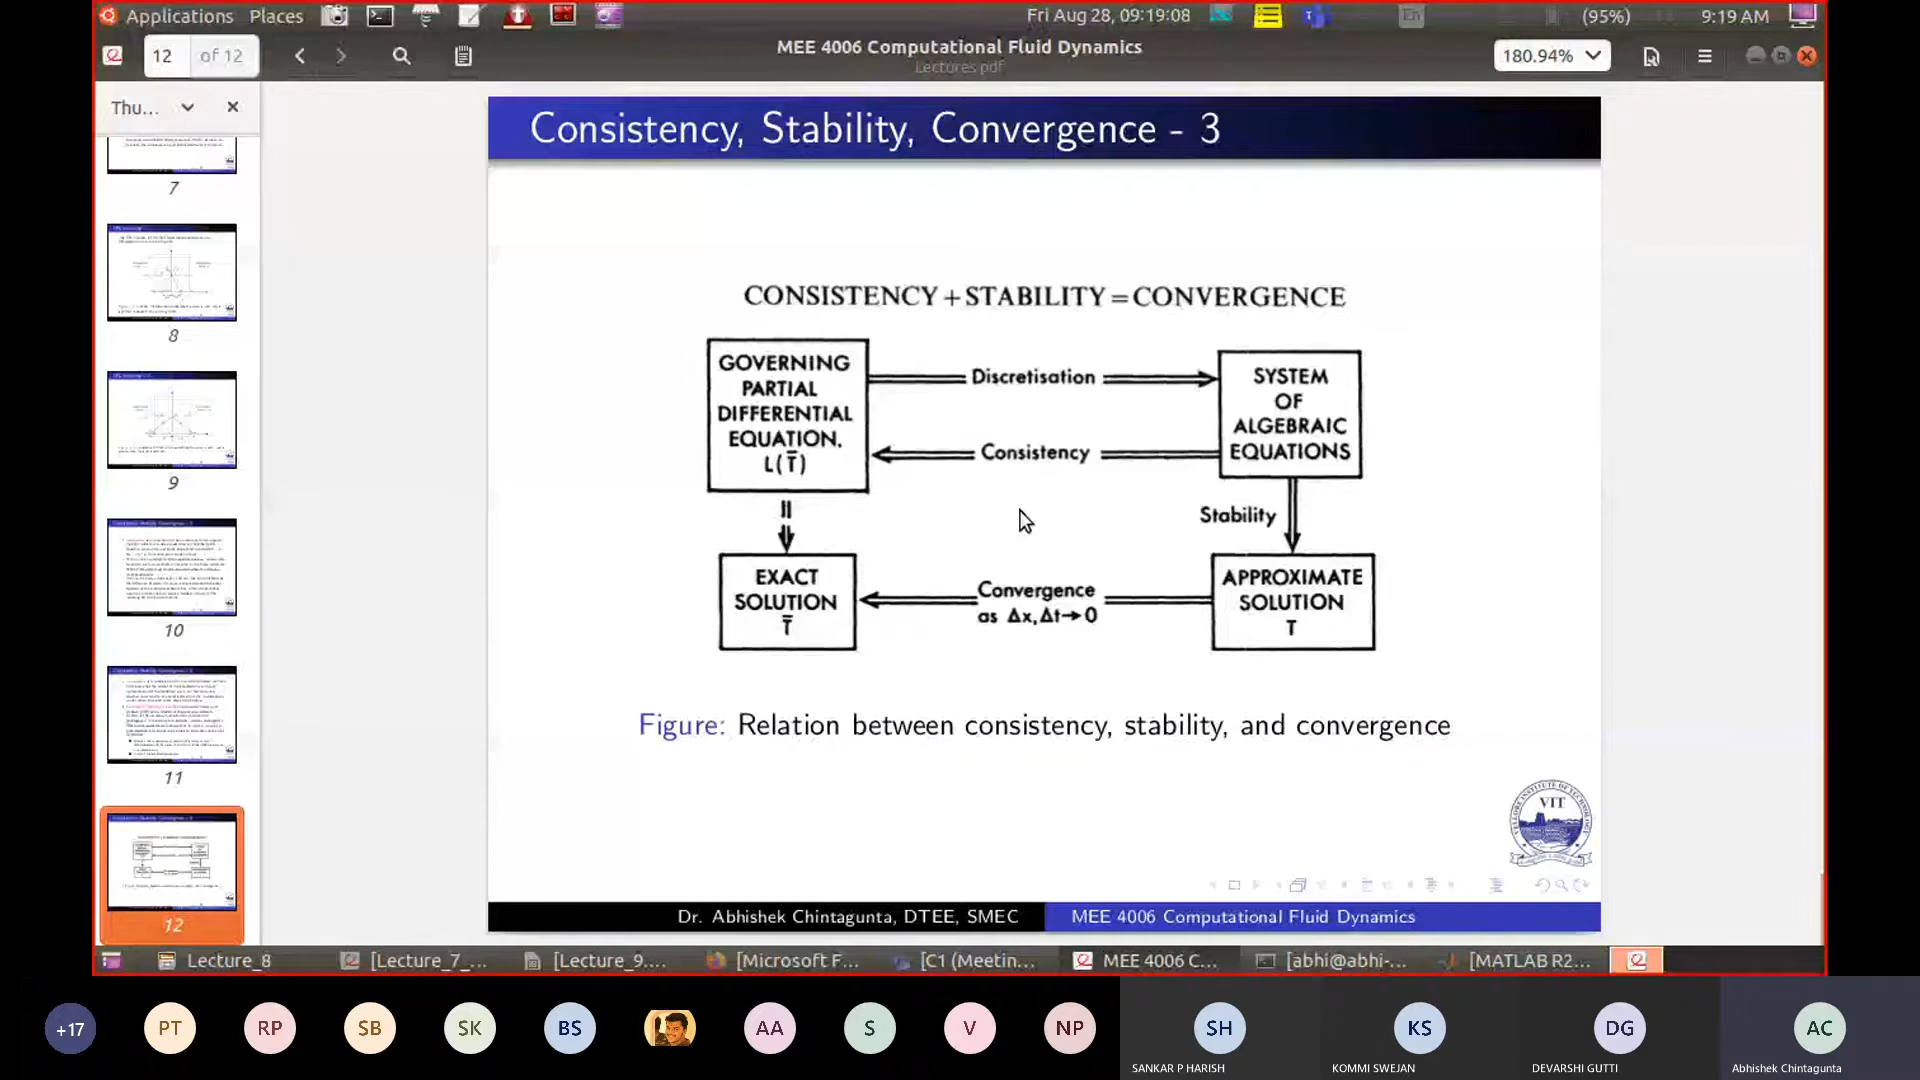 Applications Places Fri Aug 28, 09:19:08 En (95%) 9:19 AM
12 of 12 MEE 4006 Computational Fluid Dynamics 180.94%
Lectures.pdf
Thu...
7
8
9
10
11
12
Consistency, Stability, Convergence - 3
CONSISTENCY+STABILITY=CONVERGENCE
GOVERNING
PARTIAL
DIFFERENTIAL
EQUATION.
L(T̄)
Discretisation
Consistency
SYSTEM
OF
ALGEBRAIC
EQUATIONS
Stability
EXACT
SOLUTION
T̄
Convergence
as Δx,Δt→0
APPROXIMATE
SOLUTION
T
Figure: Relation between consistency, stability, and convergence
VIT
Dr. Abhishek Chintagunta, DTEE, SMEC MEE 4006 Computational Fluid Dynamics
Lecture_8 [Lecture_7_... [Lecture_9.... [Microsoft F... [C1 (Meetin... MEE 4006 C... [abhi@abhi-... [MATLAB R2...
+17 PT RP SB SK BS AA S V NP SH KS DG AC
SANKAR P HARISH KOMMI SWEJAN DEVARSHI GUTTI Abhishek Chintagunta